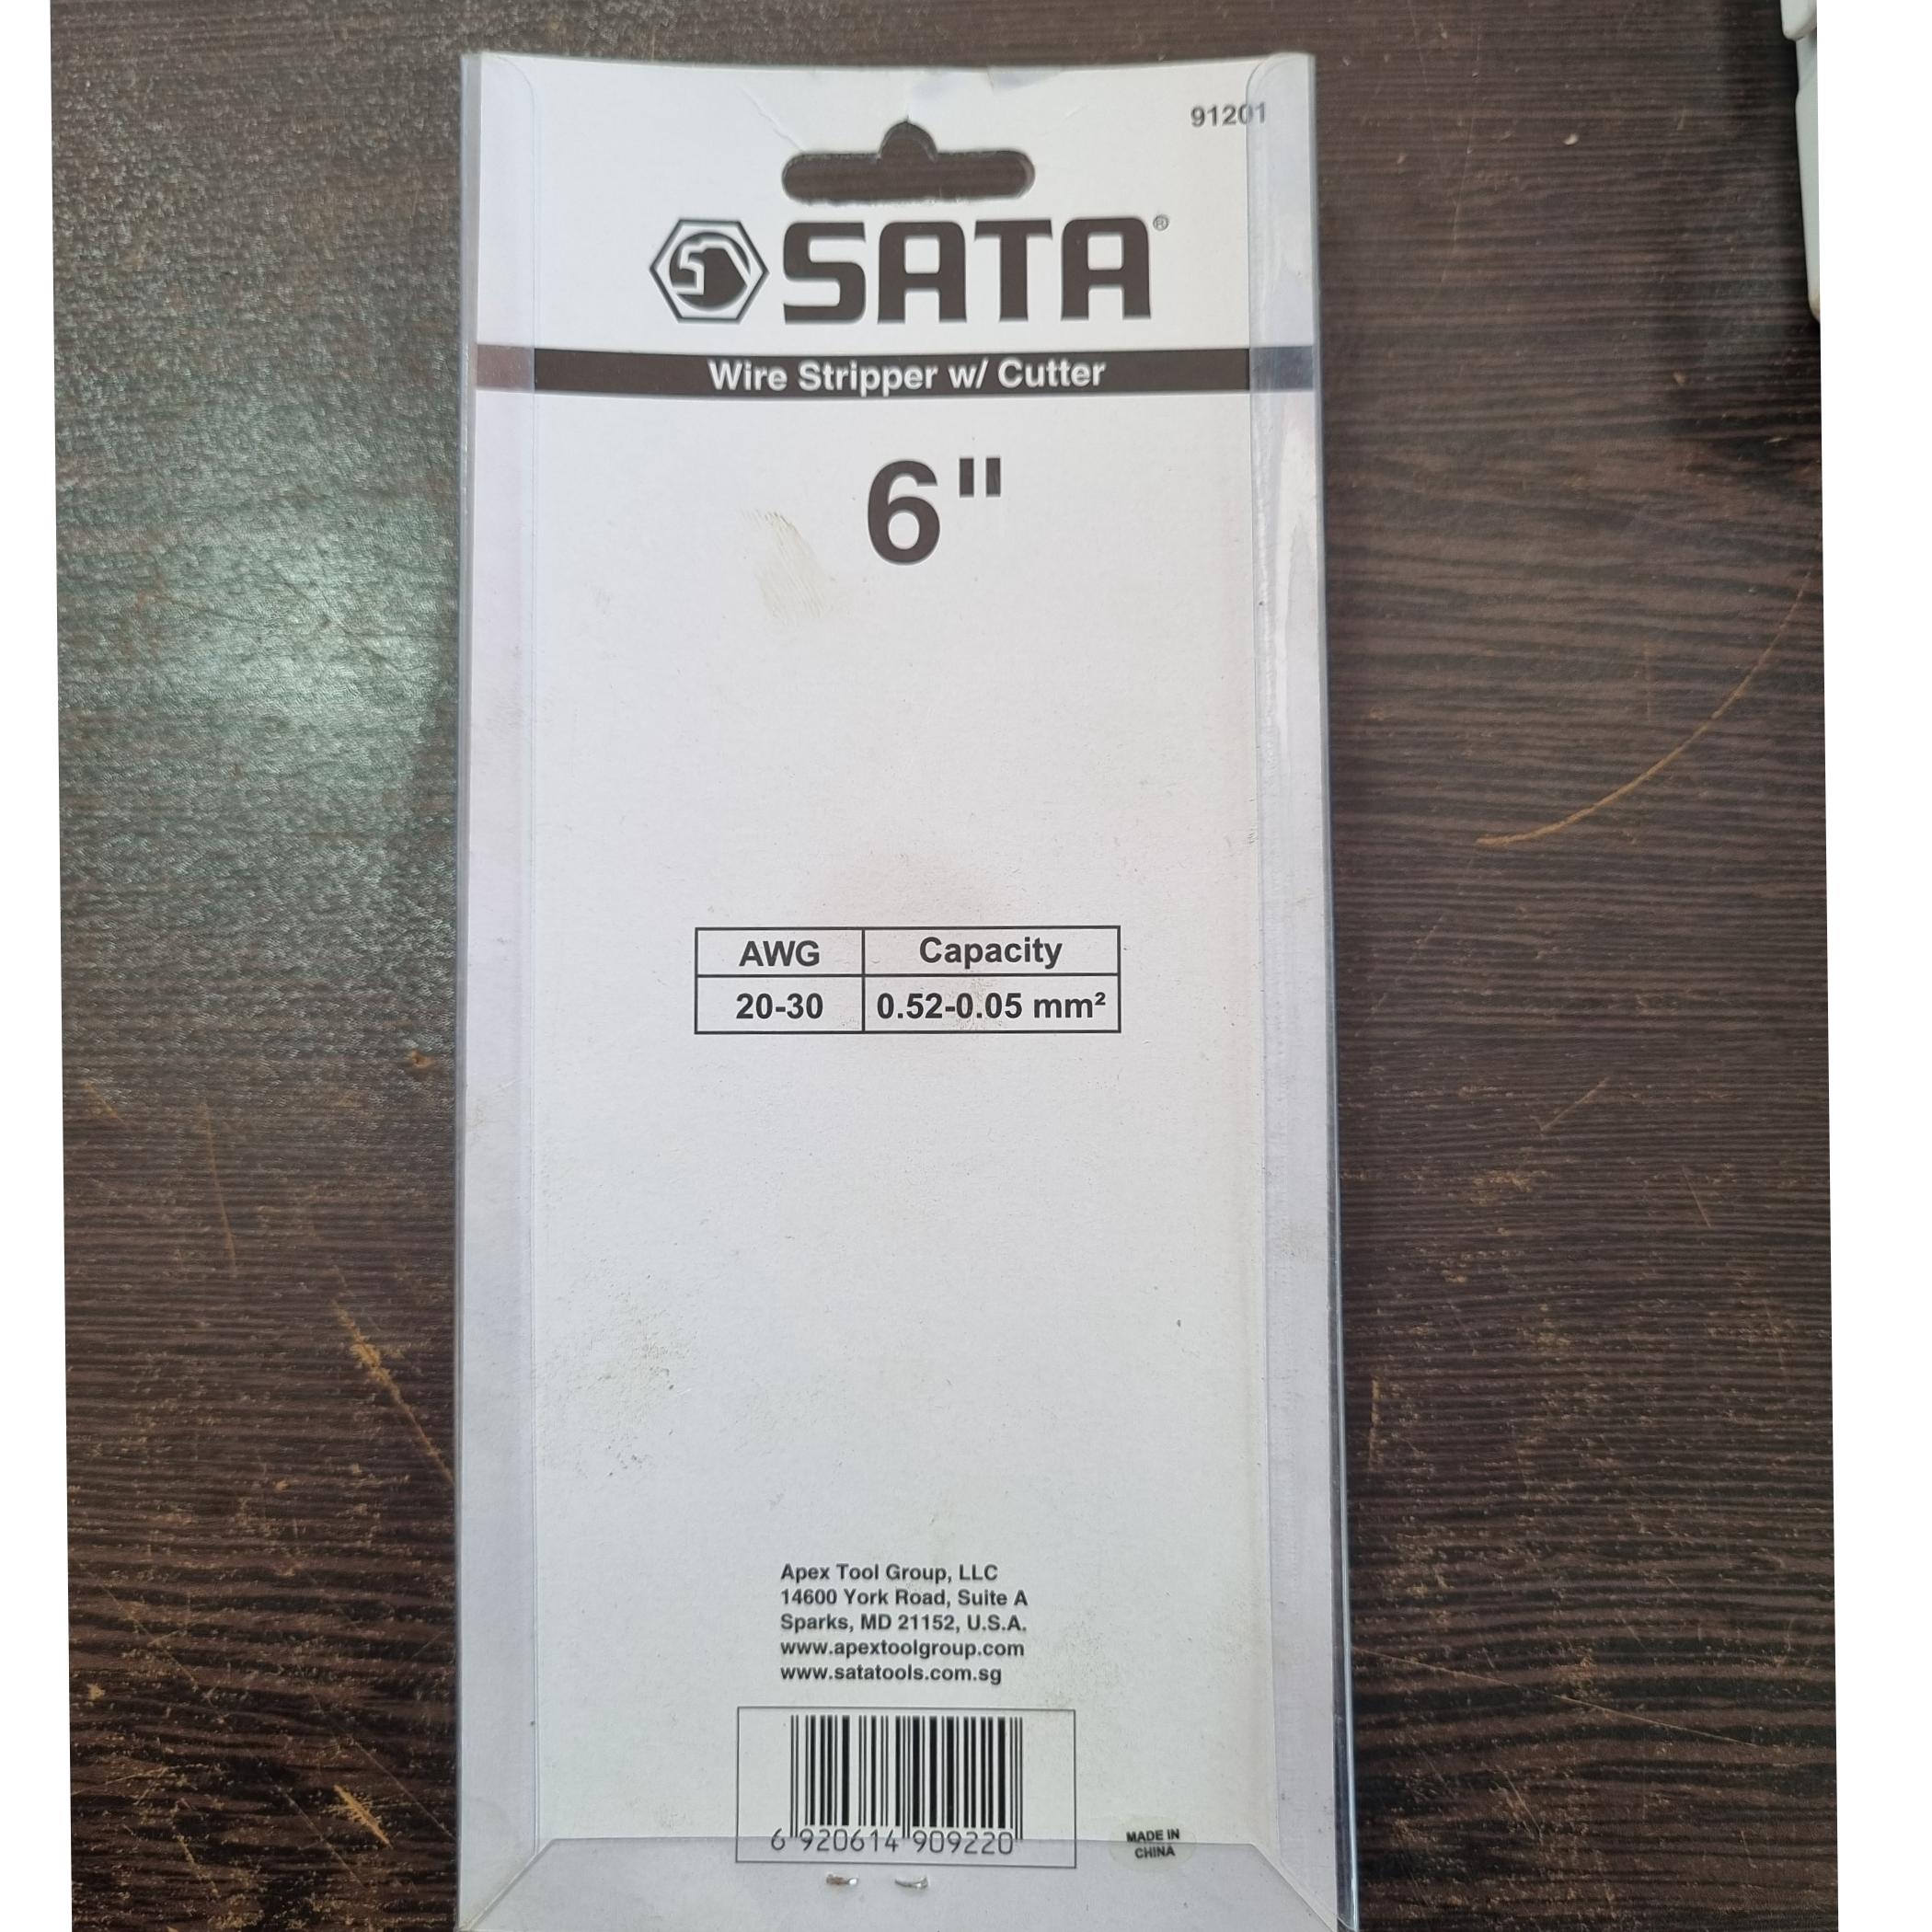 91201
SATA®
Wire Stripper w/ Cutter
6"
AWG Capacity
20-30 0.52-0.05 mm²
Apex Tool Group, LLC
14600 York Road, Suite A
Sparks, MD 21152, U.S.A.
www.apextoolgroup.com
www.satatools.com.sg
6 920614 909220
MADE IN
CHINA